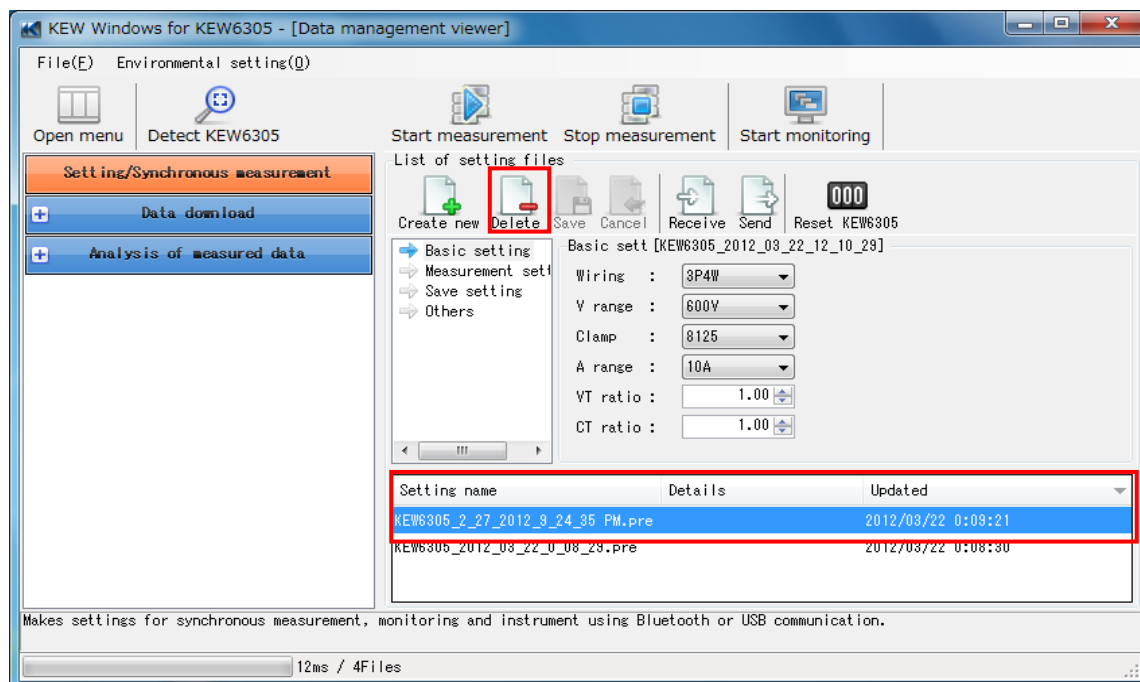 KEW Windows for KEW6305 - [Data management viewer]
File(F) Environmental setting(O)
Open menu Detect KEW6305 Start measurement Stop measurement Start monitoring
Setting/Synchronous measurement
Data download
Analysis of measured data
List of setting files
Create new Delete Save Cancel Receive Send 000 Reset KEW6305
Basic setting
Measurement sett
Save setting
Others
Basic sett [KEW6305_2012_03_22_12_10_29]
Wiring : 3P4W
V range : 600V
Clamp : 8125
A range : 10A
VT ratio : 1.00
CT ratio : 1.00
Setting name Details Updated
KEW6305_2_27_2012_9_24_35 PM.pre 2012/03/22 0:09:21
KEW6305_2012_03_22_0_08_29.pre 2012/03/22 0:08:30
Makes settings for synchronous measurement, monitoring and instrument using Bluetooth or USB communication.
12ms / 4Files